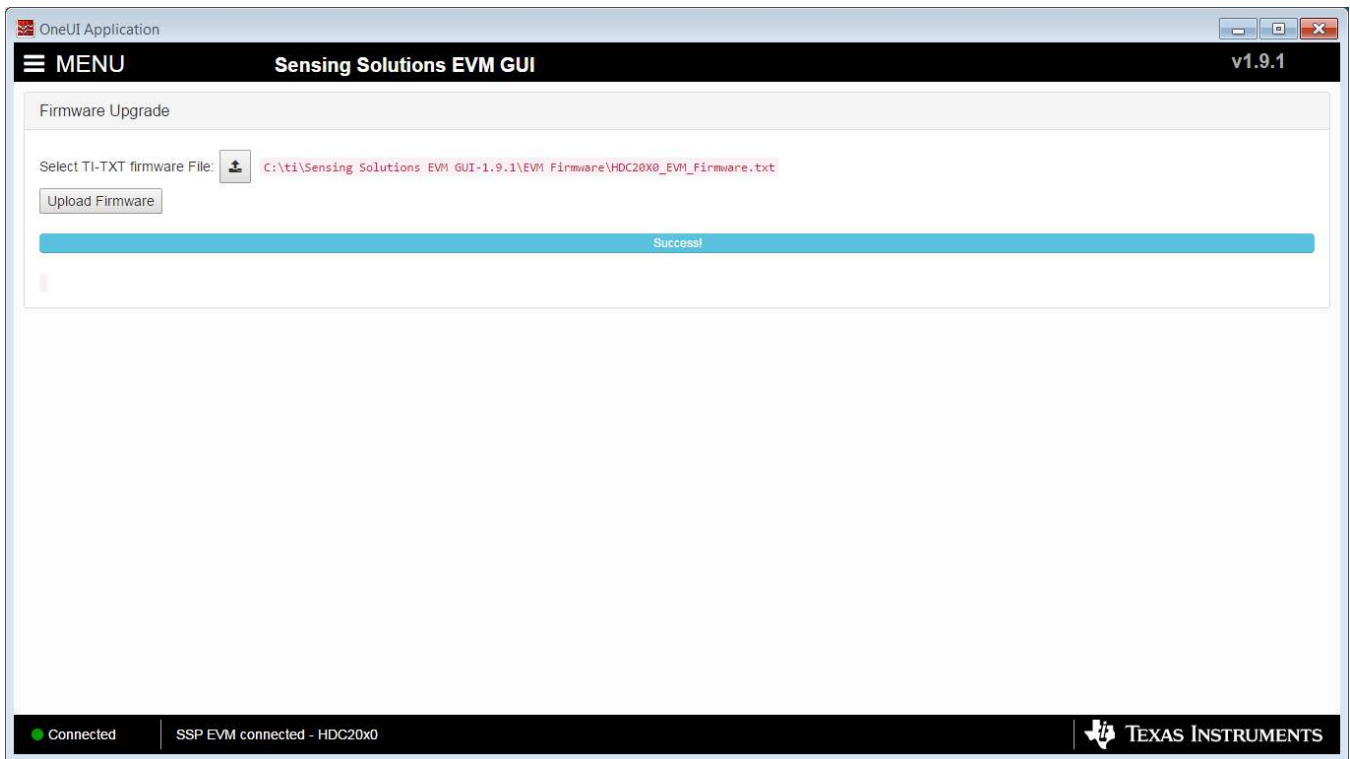 OneUI Application
MENU
Sensing Solutions EVM GUI
v1.9.1
Firmware Upgrade
Select TI-TXT firmware File:
C:\ti\Sensing Solutions EVM GUI-1.9.1\EVM Firmware\HDC20X0_EVM_Firmware.txt
Upload Firmware
Success!
Connected
SSP EVM connected - HDC20x0
TEXAS INSTRUMENTS